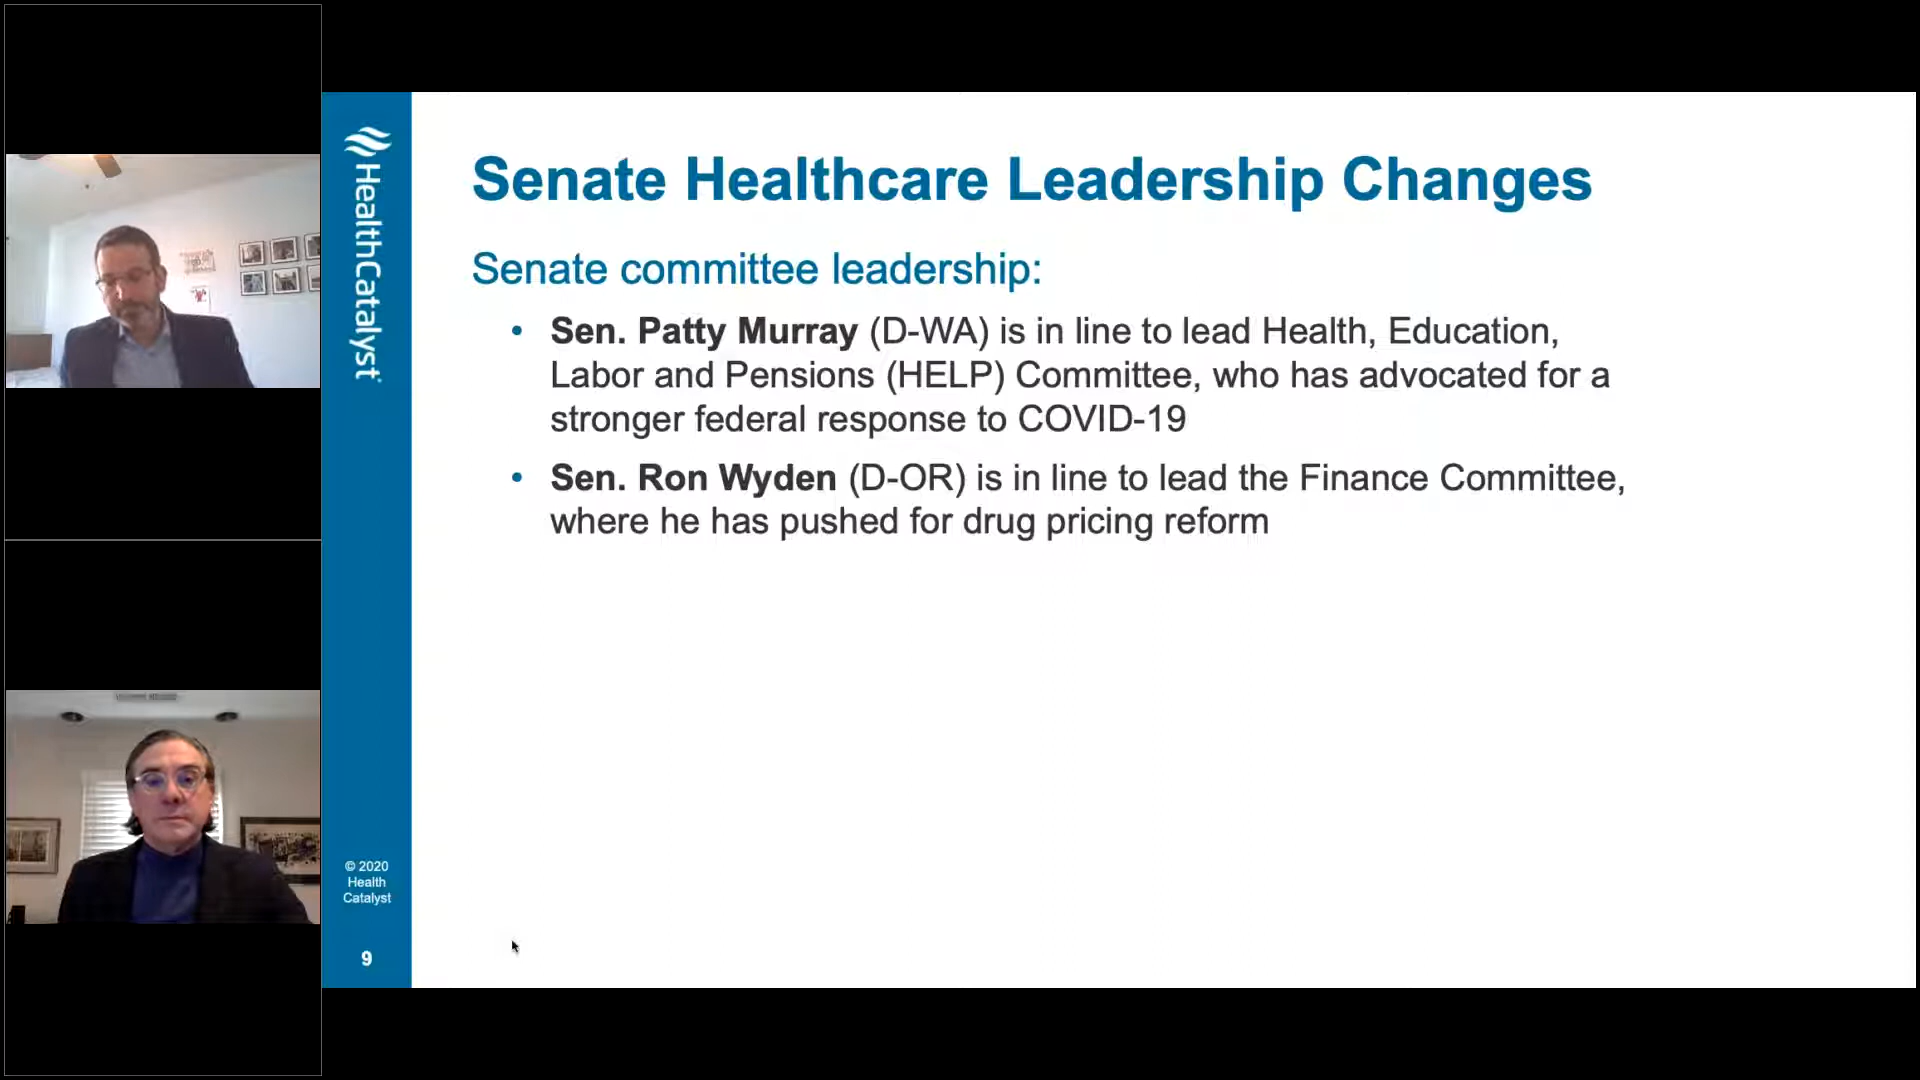 HealthCatalyst
Senate Healthcare Leadership Changes
Senate committee leadership:
• Sen. Patty Murray (D-WA) is in line to lead Health, Education,
Labor and Pensions (HELP) Committee, who has advocated for a
stronger federal response to COVID-19
• Sen. Ron Wyden (D-OR) is in line to lead the Finance Committee,
where he has pushed for drug pricing reform
© 2020
Health
Catalyst
9